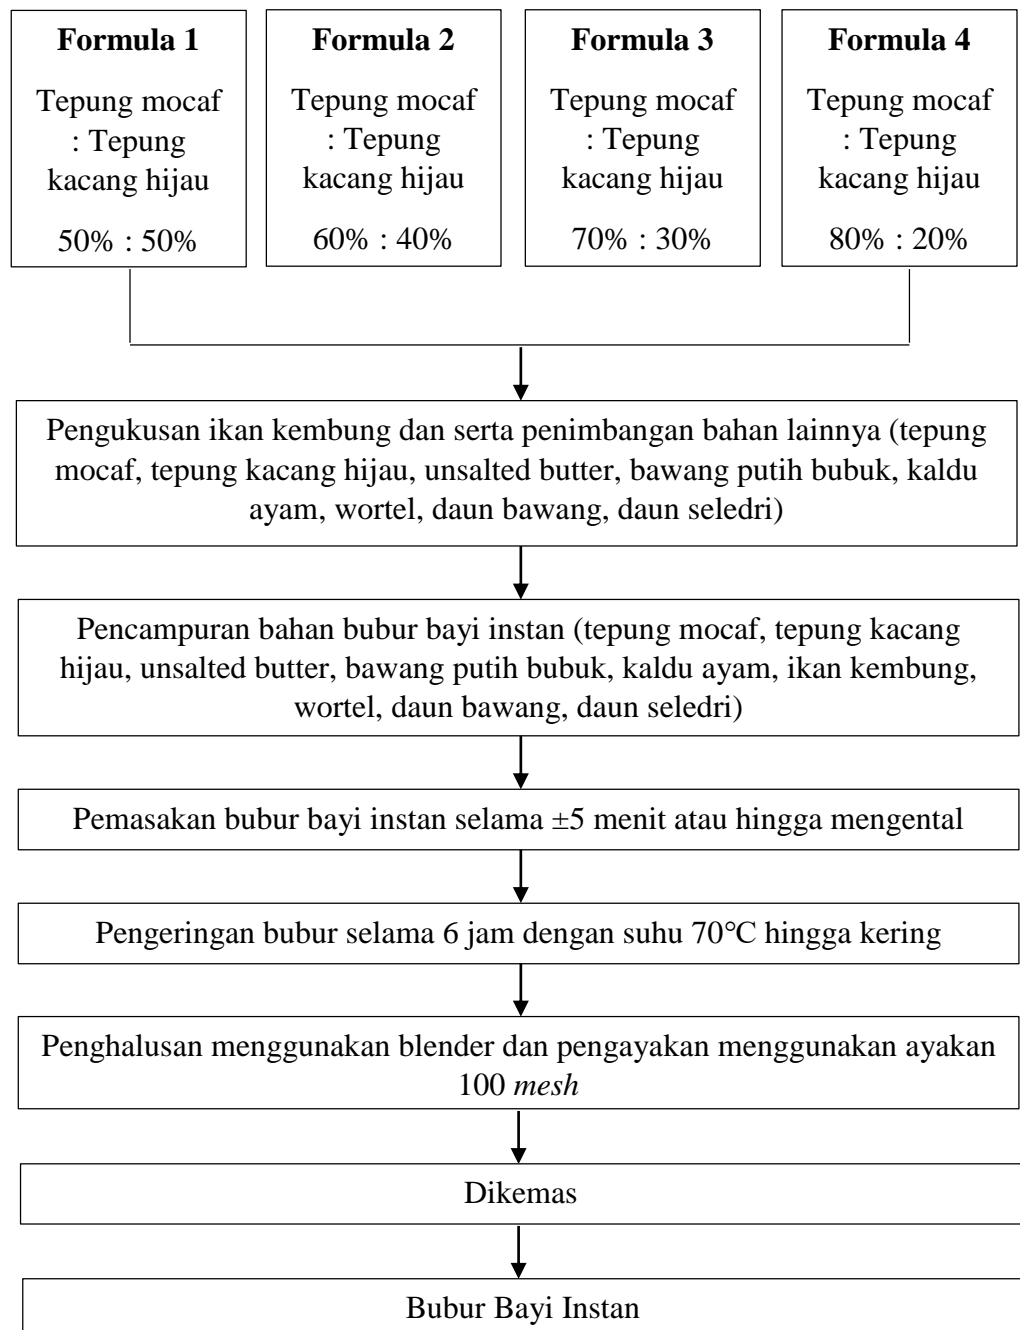 Formula 1
Tepung mocaf
: Tepung
kacang hijau
50% : 50%
Formula 2
Tepung mocaf
: Tepung
kacang hijau
60% : 40%
Formula 3
Tepung mocaf
: Tepung
kacang hijau
70% : 30%
Formula 4
Tepung mocaf
: Tepung
kacang hijau
80% : 20%
Pengukusan ikan kembung dan serta penimbangan bahan lainnya (tepung
mocaf, tepung kacang hijau, unsalted butter, bawang putih bubuk, kaldu
ayam, wortel, daun bawang, daun seledri)
Pencampuran bahan bubur bayi instan (tepung mocaf, tepung kacang
hijau, unsalted butter, bawang putih bubuk, kaldu ayam, ikan kembung,
wortel, daun bawang, daun seledri)
Pemasakan bubur bayi instan selama ±5 menit atau hingga mengental
Pengeringan bubur selama 6 jam dengan suhu 70°C hingga kering
Penghalusan menggunakan blender dan pengayakan menggunakan ayakan
100 mesh
Dikemas
Bubur Bayi Instan